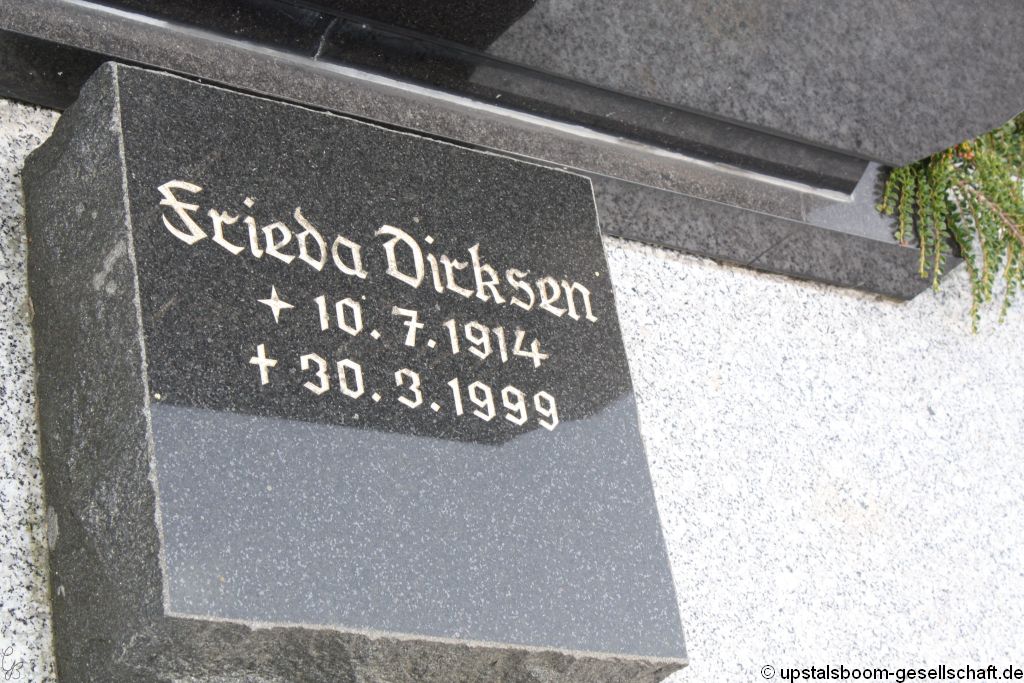 Frieda Dirksen
✦ 10.7.1914
✝ 30.3.1999
© upstalsboom-gesellschaft.de